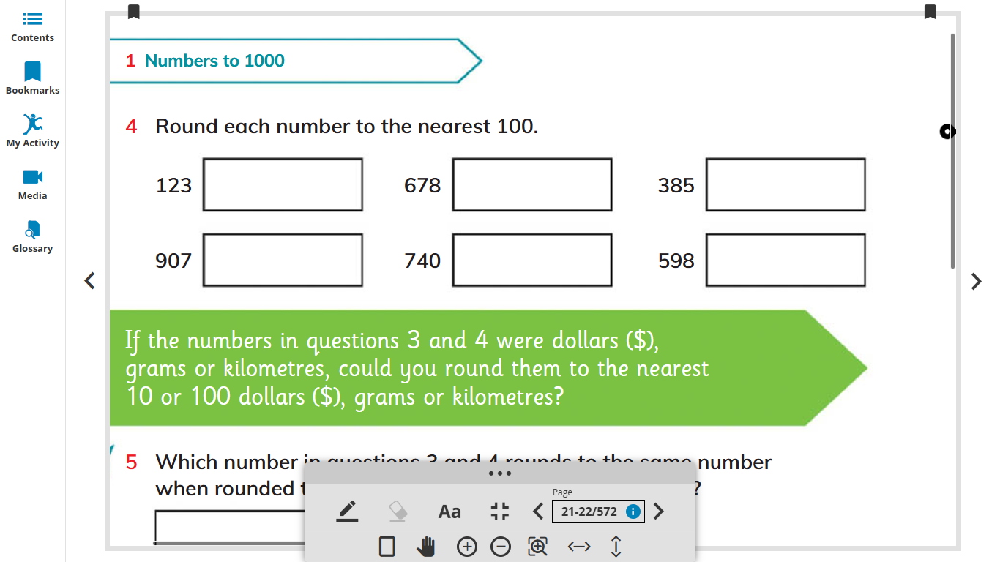 Contents
Bookmarks
My Activity
Media
Glossary
1 Numbers to 1000
4 Round each number to the nearest 100.
123 678 385
907 740 598
If the numbers in questions 3 and 4 were dollars ($),
grams or kilometres, could you round them to the nearest
10 or 100 dollars ($), grams or kilometres?
5 Which number in questions 3 and 4 rounds to the same number
when rounded ?
Page
Aa 21-22/572 i